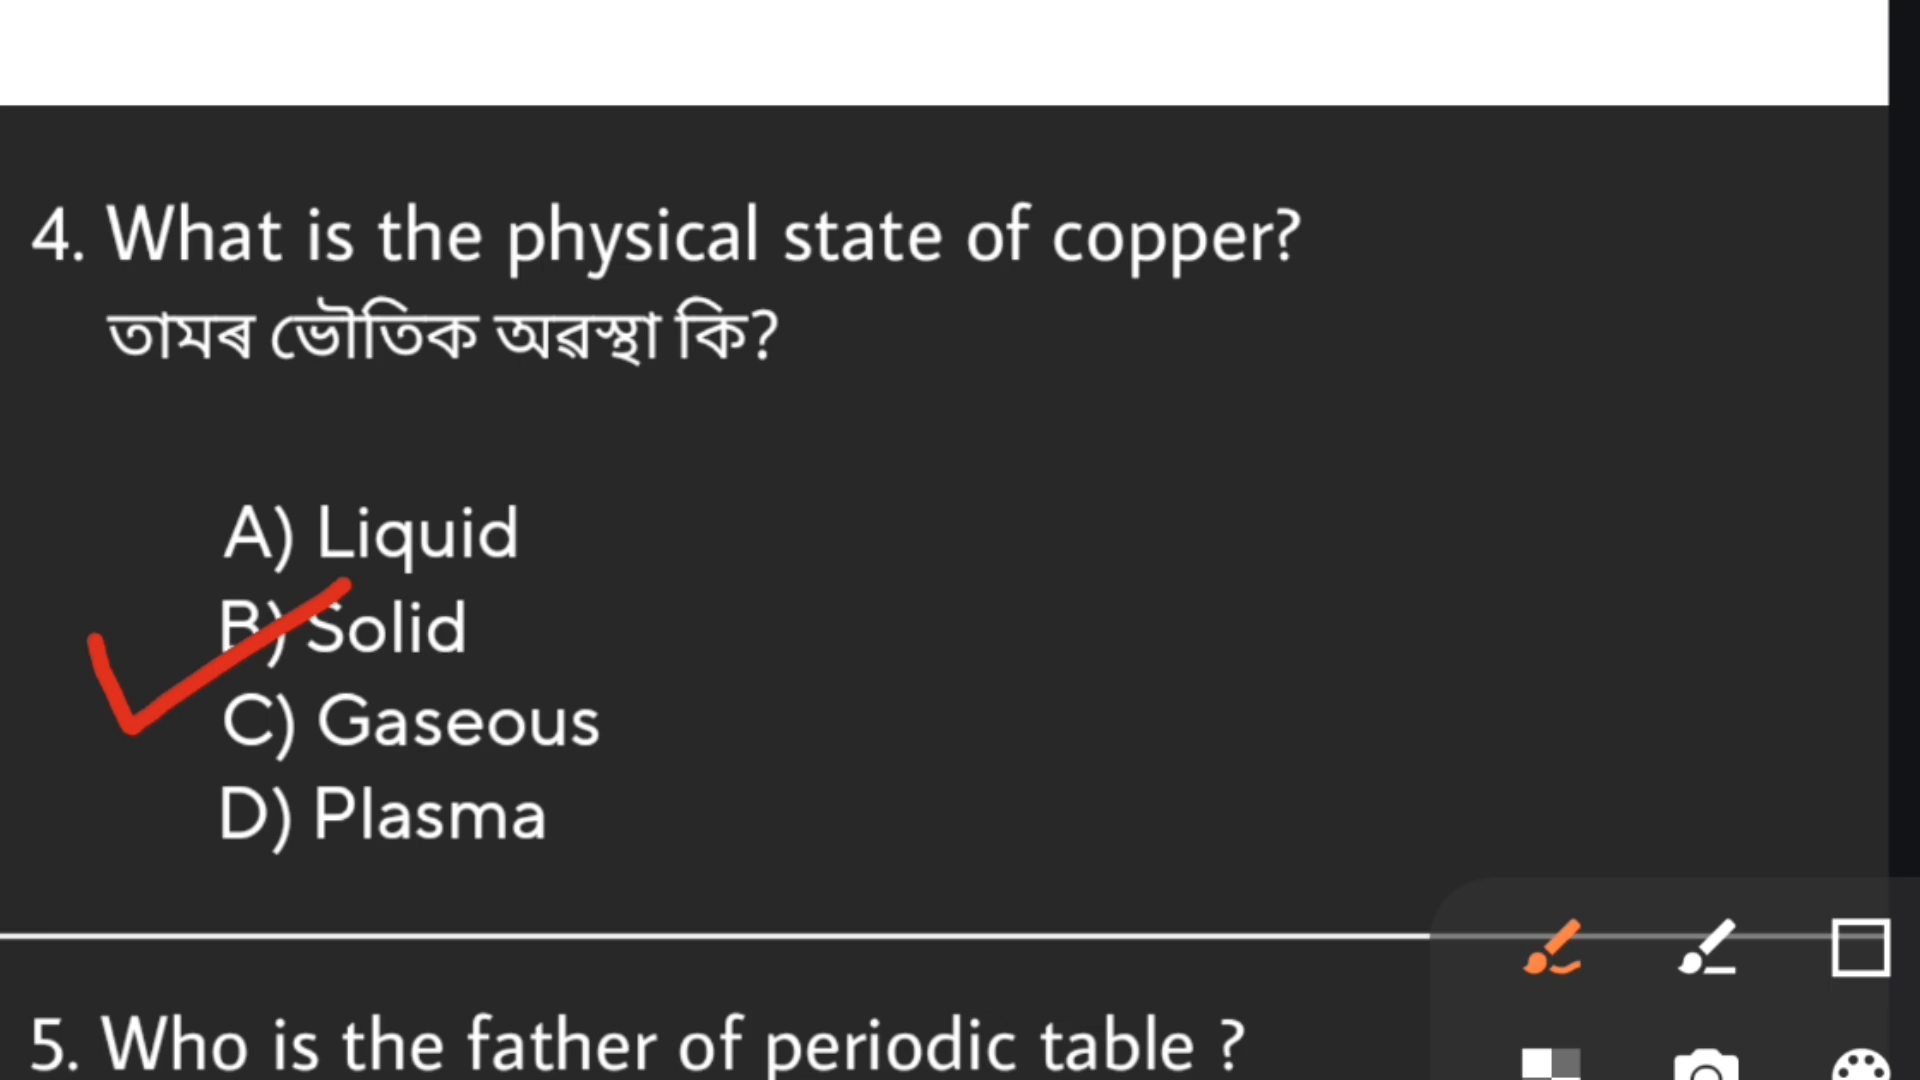 4. What is the physical state of copper?
তামৰ ভৌতিক অৱস্থা কি?
A) Liquid
B) Solid
C) Gaseous
D) Plasma
5. Who is the father of periodic table ?